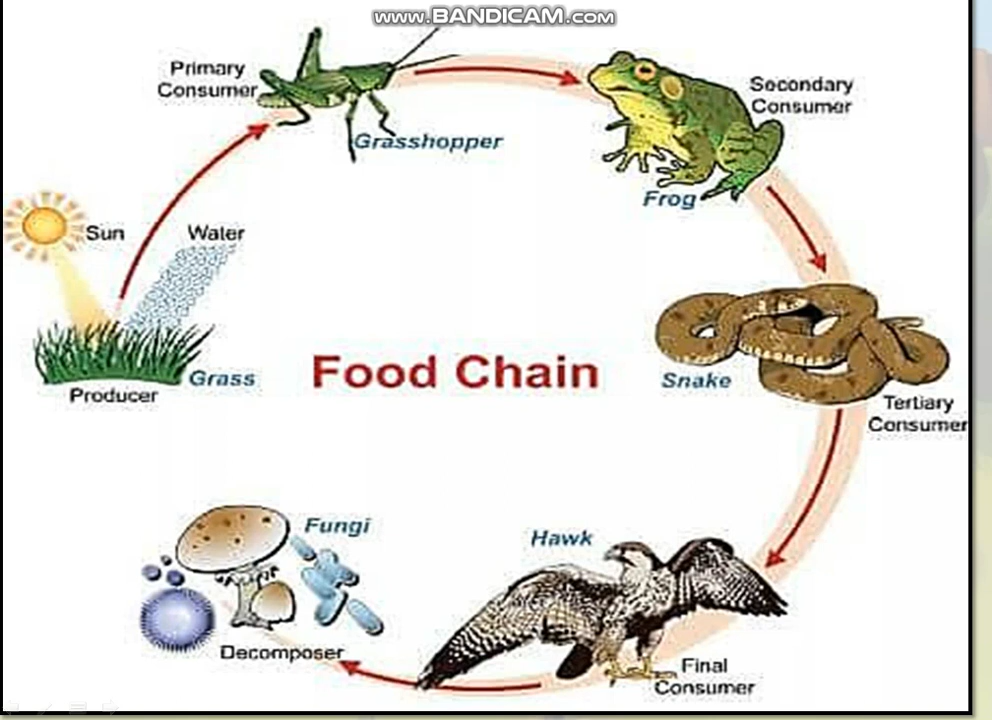 www.BANDICAM.com
Primary
Consumer
Grasshopper
Secondary
Consumer
Frog
Sun
Water
Grass
Producer
Food Chain
Snake
Tertiary
Consumer
Fungi
Hawk
Decomposer
Final
Consumer